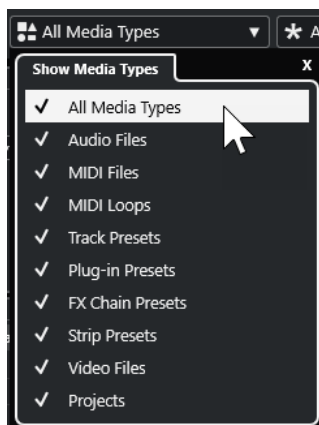 All Media Types ▼ A
Show Media Types X
✓ All Media Types
✓ Audio Files
✓ MIDI Files
✓ MIDI Loops
✓ Track Presets
✓ Plug-in Presets
✓ FX Chain Presets
✓ Strip Presets
✓ Video Files
✓ Projects